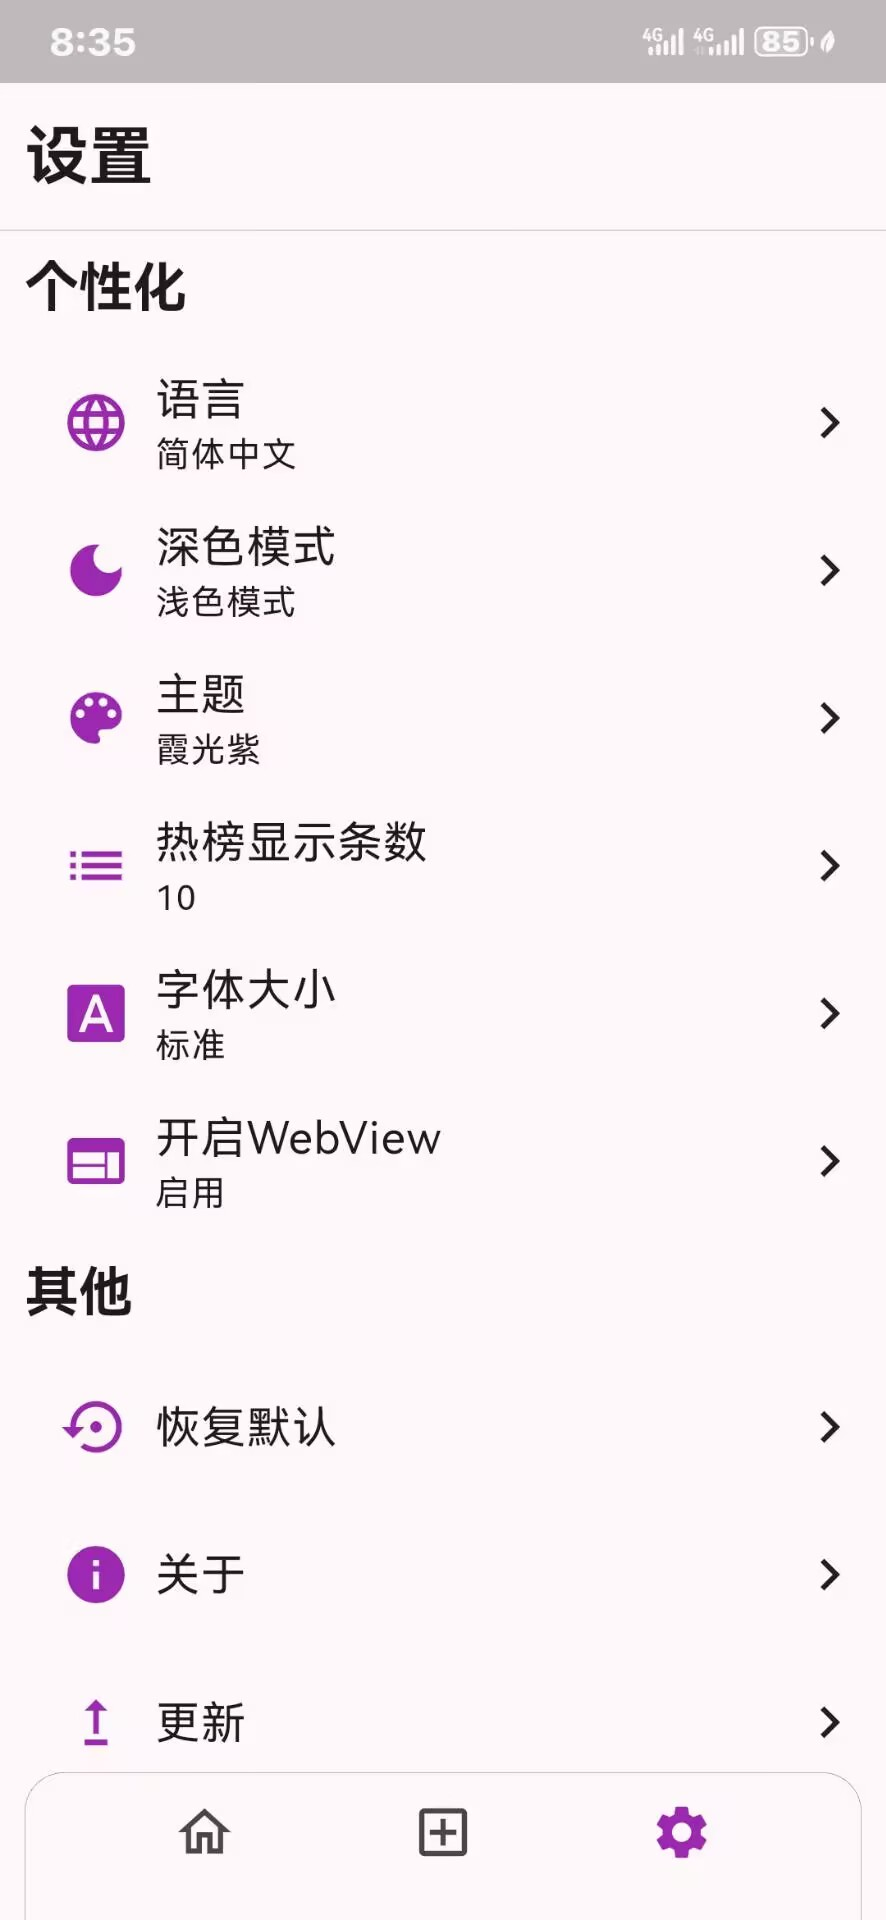 8:35
4G 4G 85
设置
个性化
语言
简体中文
深色模式
浅色模式
主题
霞光紫
热榜显示条数
10
字体大小
标准
开启WebView
启用
其他
恢复默认
关于
更新